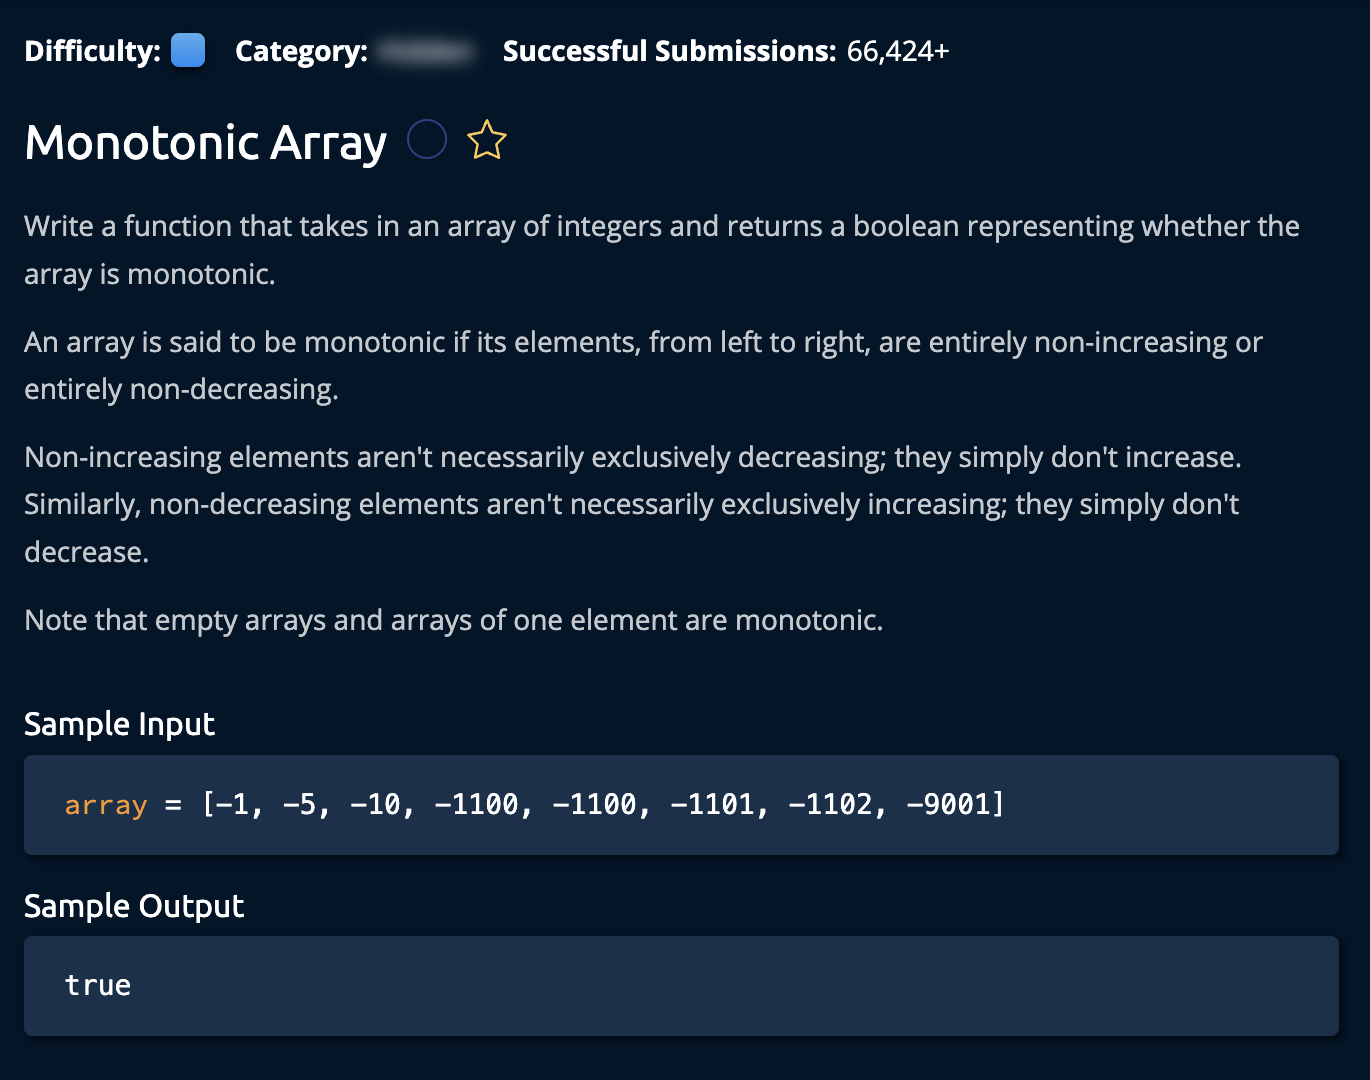 Difficulty: Category: Successful Submissions: 66,424+
Monotonic Array
Write a function that takes in an array of integers and returns a boolean representing whether the
array is monotonic.
An array is said to be monotonic if its elements, from left to right, are entirely non-increasing or
entirely non-decreasing.
Non-increasing elements aren't necessarily exclusively decreasing; they simply don't increase.
Similarly, non-decreasing elements aren't necessarily exclusively increasing; they simply don't
decrease.
Note that empty arrays and arrays of one element are monotonic.
Sample Input
array = [-1, -5, -10, -1100, -1100, -1101, -1102, -9001]
Sample Output
true